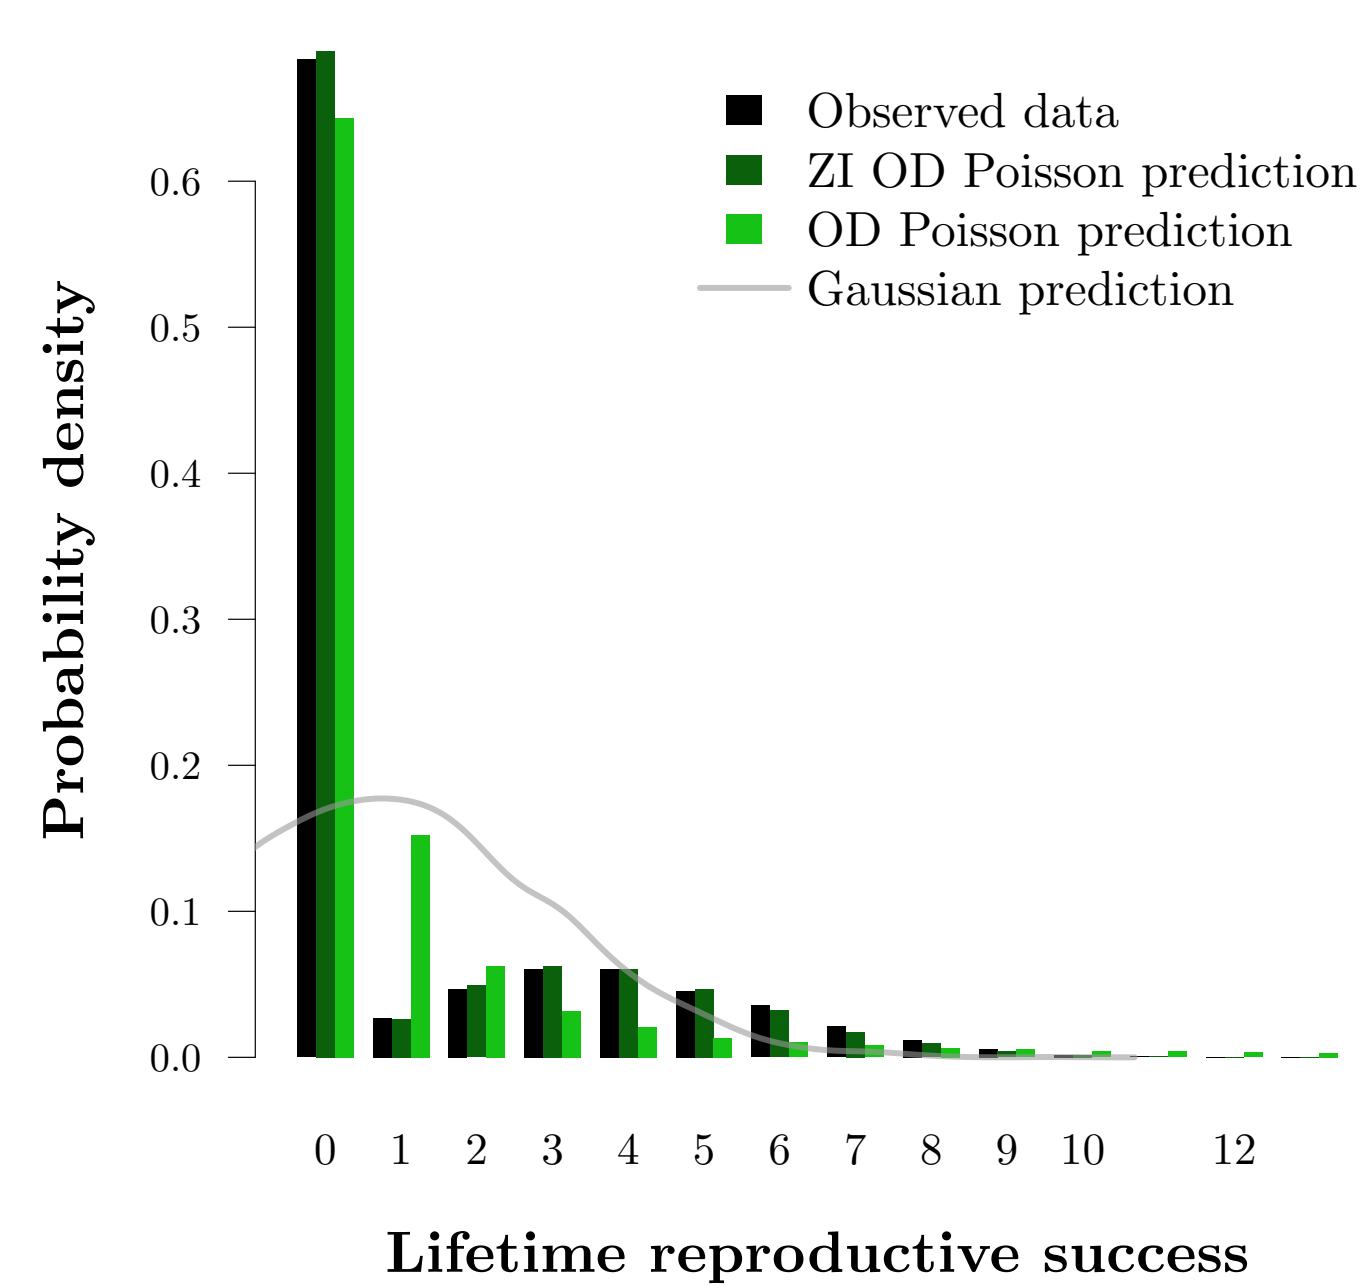 Observed data
ZI OD Poisson prediction
OD Poisson prediction
Gaussian prediction
Probability density
0.6
0.5
0.4
0.3
0.2
0.1
0.0
0 1 2 3 4 5 6 7 8 9 10 12
Lifetime reproductive success